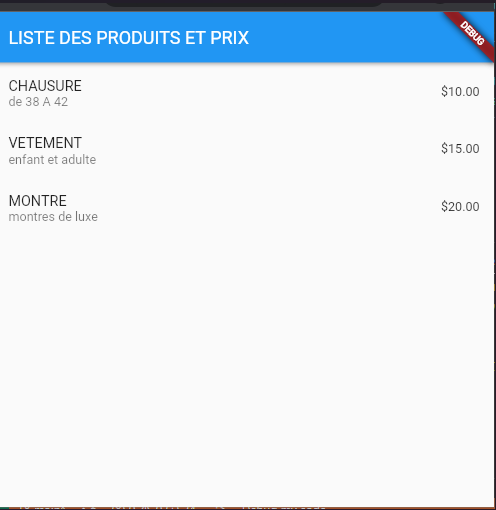 LISTE DES PRODUITS ET PRIX
DEBUG
CHAUSURE
de 38 A 42
$10.00
VETEMENT
enfant et adulte
$15.00
MONTRE
montres de luxe
$20.00